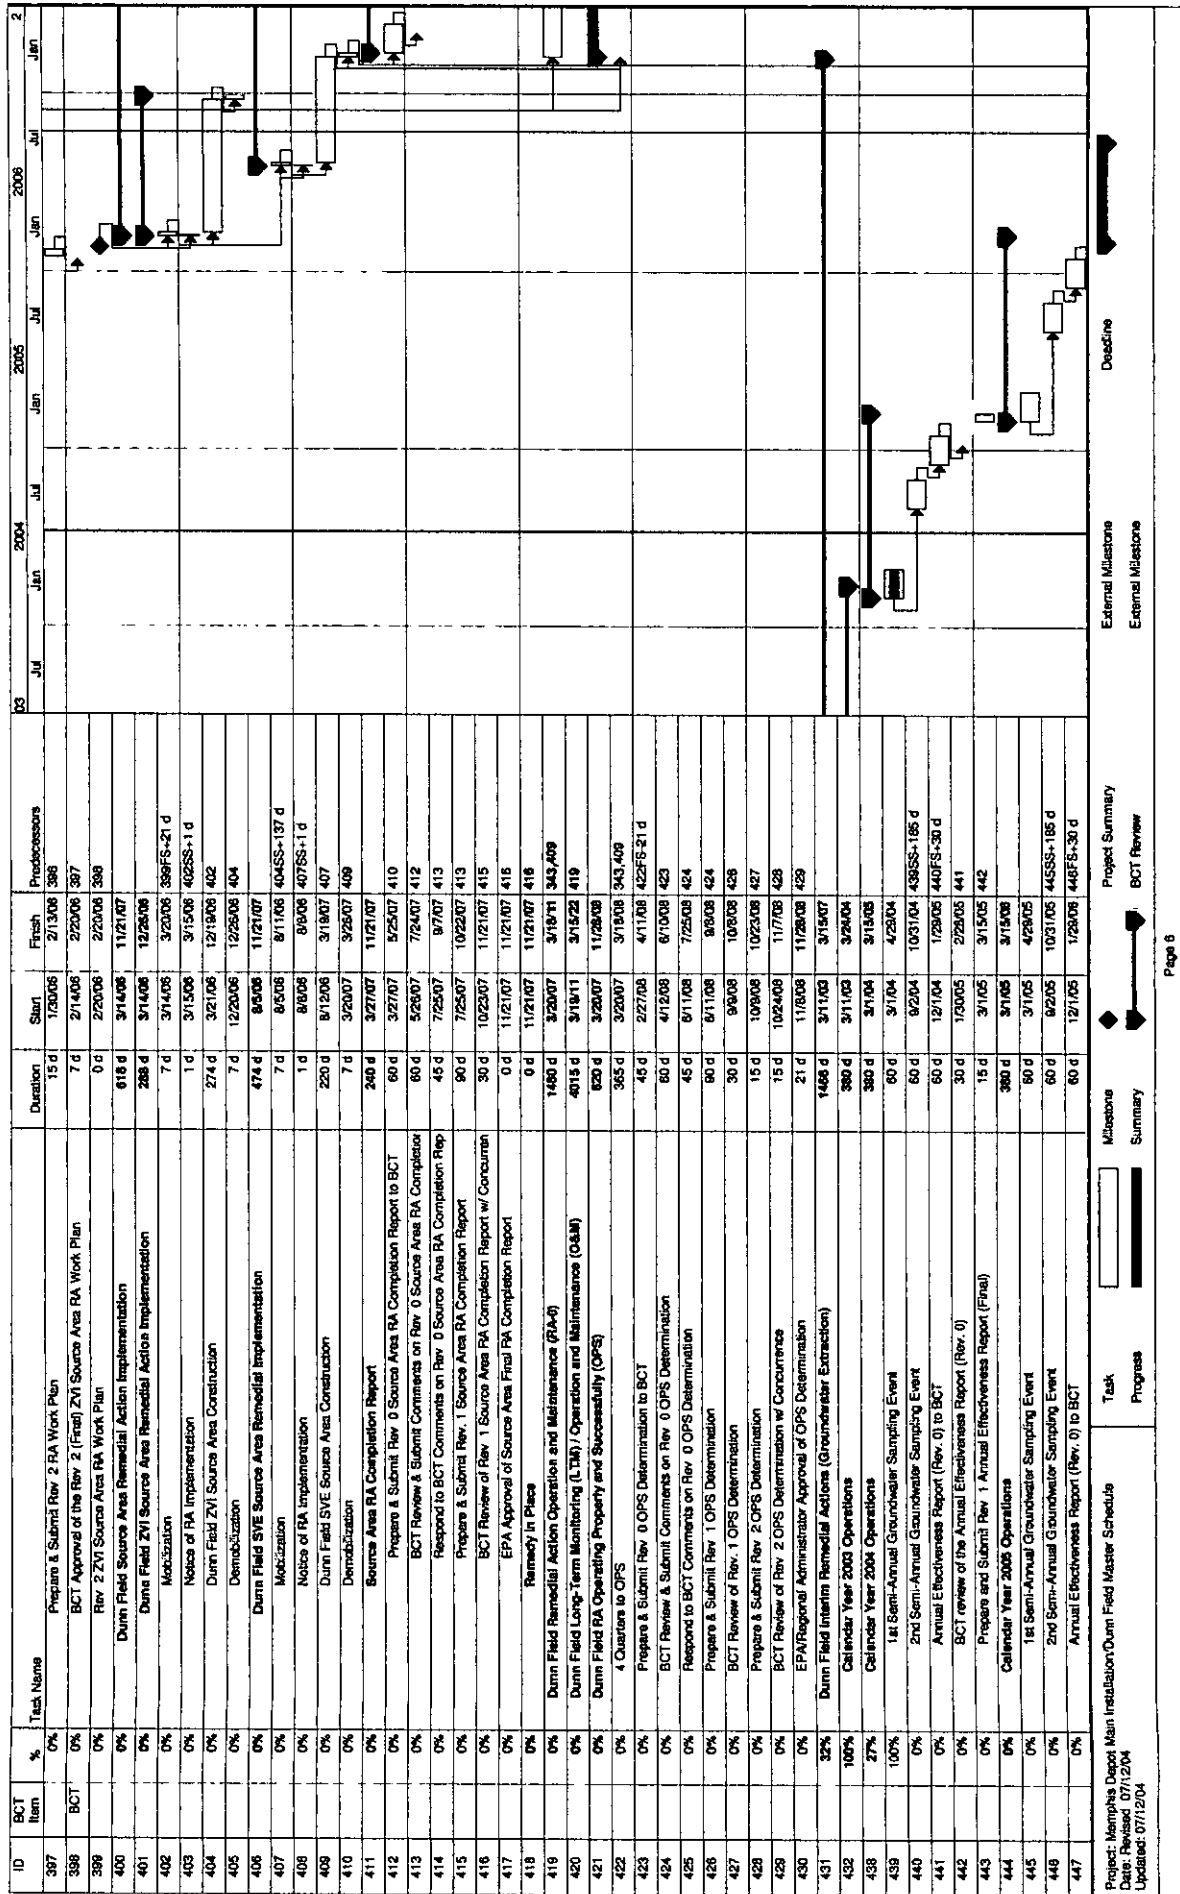 ID BCT Item % Task Name Duration Start Finish Predecessors
03 2004 2005 2006 2
Jul Jan Jul Jan Jul Jan Jul Jan
397 0% Prepare & Submit Rev 2 RA Work Plan 15 d 1/30/06 2/13/06 396
398 BCT 0% BCT Approval of the Rev 2 (Final) ZVI Source Area RA Work Plan 7 d 2/14/06 2/20/06 397
399 0% Rev 2 ZVI Source Area RA Work Plan 0 d 2/20/06 2/20/06 398
400 0% Dunn Field Source Area Remedial Action Implementation 618 d 3/14/06 11/21/07
401 0% Dunn Field ZVI Source Area Remedial Action Implementation 288 d 3/14/06 12/26/06
402 0% Mobilization 7 d 3/14/06 3/20/06 399FS+21 d
403 0% Notice of RA Implementation 1 d 3/15/06 3/15/06 402SS+1 d
404 0% Dunn Field ZVI Source Area Construction 274 d 3/21/06 12/19/06 402
405 0% Demobilization 7 d 12/20/06 12/26/06 404
406 0% Dunn Field SVE Source Area Remedial Implementation 474 d 8/5/06 11/21/07
407 0% Mobilization 7 d 8/5/06 8/11/06 404SS+137 d
408 0% Notice of RA Implementation 1 d 8/6/06 8/6/06 407SS+1 d
409 0% Dunn Field SVE Source Area Construction 220 d 8/12/06 3/19/07 407
410 0% Demobilization 7 d 3/20/07 3/26/07 409
411 0% Source Area RA Completion Report 240 d 3/27/07 11/21/07
412 0% Prepare & Submit Rev 0 Source Area RA Completion Report to BCT 60 d 3/27/07 5/25/07 410
413 0% BCT Review & Submit Comments on Rev 0 Source Area RA Completion 60 d 5/26/07 7/24/07 412
414 0% Respond to BCT Comments on Rev 0 Source Area RA Completion Rep 45 d 7/25/07 9/7/07 413
415 0% Prepare & Submit Rev. 1 Source Area RA Completion Report 90 d 7/25/07 10/22/07 413
416 0% BCT Review of Rev 1 Source Area RA Completion Report w/ Concurren 30 d 10/23/07 11/21/07 415
417 0% EPA Approval of Source Area Final RA Completion Report 0 d 11/21/07 11/21/07 416
418 0% Remedy in Place 0 d 11/21/07 11/21/07 416
419 0% Dunn Field Remedial Action Operation and Maintenance (RA-0) 1460 d 3/20/07 3/18/11 343,409
420 0% Dunn Field Long-Term Monitoring (LTM) / Operation and Maintenance (O&M) 4015 d 3/19/11 3/15/22 419
421 0% Dunn Field RA Operating Properly and Successfully (OPS) 620 d 3/20/07 11/28/08
422 0% 4 Quarters to OPS 365 d 3/20/07 3/18/08 343,409
423 0% Prepare & Submit Rev 0 OPS Determination to BCT 45 d 2/27/08 4/11/08 422FS-21 d
424 0% BCT Review & Submit Comments on Rev 0 OPS Determination 60 d 4/12/08 6/10/08 423
425 0% Respond to BCT Comments on Rev 0 OPS Determination 45 d 6/11/08 7/25/08 424
426 0% Prepare & Submit Rev 1 OPS Determination 90 d 6/11/08 9/8/08 424
427 0% BCT Review of Rev. 1 OPS Determination 30 d 9/9/08 10/8/08 426
428 0% Prepare & Submit Rev 2 OPS Determination 15 d 10/9/08 10/23/08 427
429 0% BCT Review of Rev 2 OPS Determination w/ Concurrence 15 d 10/24/08 11/7/08 428
430 0% EPA/Regional Administrator Approval of OPS Determination 21 d 11/8/08 11/28/08 429
431 32% Dunn Field Interim Remedial Actions (Groundwater Extraction) 1466 d 3/11/03 3/15/07
432 100% Calendar Year 2003 Operations 380 d 3/11/03 3/24/04
438 27% Calendar Year 2004 Operations 380 d 3/1/04 3/15/05
439 100% 1st Semi-Annual Groundwater Sampling Event 60 d 3/1/04 4/29/04
440 0% 2nd Semi-Annual Groundwater Sampling Event 60 d 9/2/04 10/31/04 439SS+185 d
441 0% Annual Effectiveness Report (Rev. 0) to BCT 60 d 12/1/04 1/29/05 440FS+30 d
442 0% BCT review of the Annual Effectiveness Report (Rev. 0) 30 d 1/30/05 2/28/05 441
443 0% Prepare and Submit Rev 1 Annual Effectiveness Report (Final) 15 d 3/1/05 3/15/05 442
444 0% Calendar Year 2005 Operations 380 d 3/1/05 3/15/06
445 0% 1st Semi-Annual Groundwater Sampling Event 60 d 3/1/05 4/29/05
446 0% 2nd Semi-Annual Groundwater Sampling Event 60 d 9/2/05 10/31/05 445SS+185 d
447 0% Annual Effectiveness Report (Rev. 0) to BCT 60 d 12/1/05 1/29/06 446FS+30 d
Project: Memphis Depot Main Installation/Dunn Field Master Schedule
Date: Revised 07/12/04
Updated: 07/12/04
Task Milestone Project Summary External Milestone Deadline
Progress Summary BCT Review External Milestone
Page 6